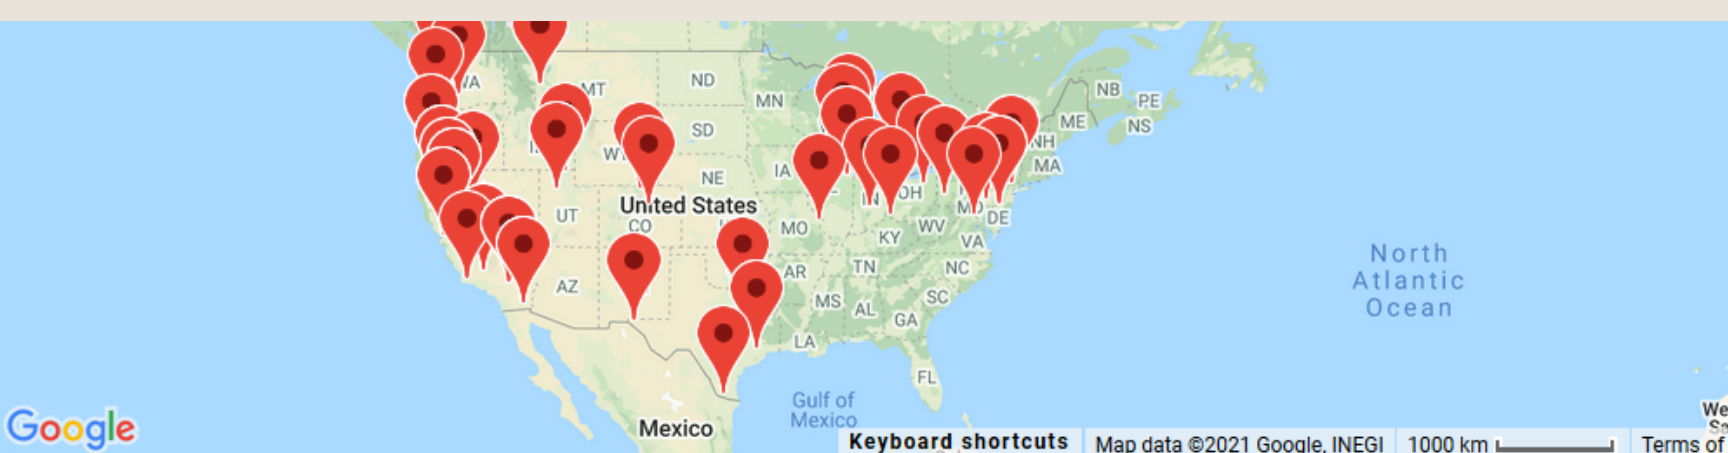 WA
MT
ND
MN
NB
PE
NS
ME
NH
MA
SD
IA
NE
OH
IN
United States
UT
CO
MO
KY
WV
VA
MD
DE
AZ
AR
TN
NC
MS
AL
SC
GA
LA
FL
North
Atlantic
Ocean
Gulf of
Mexico
Mexico
Google
Keyboard shortcuts
Map data ©2021 Google, INEGI
1000 km
Terms of
We